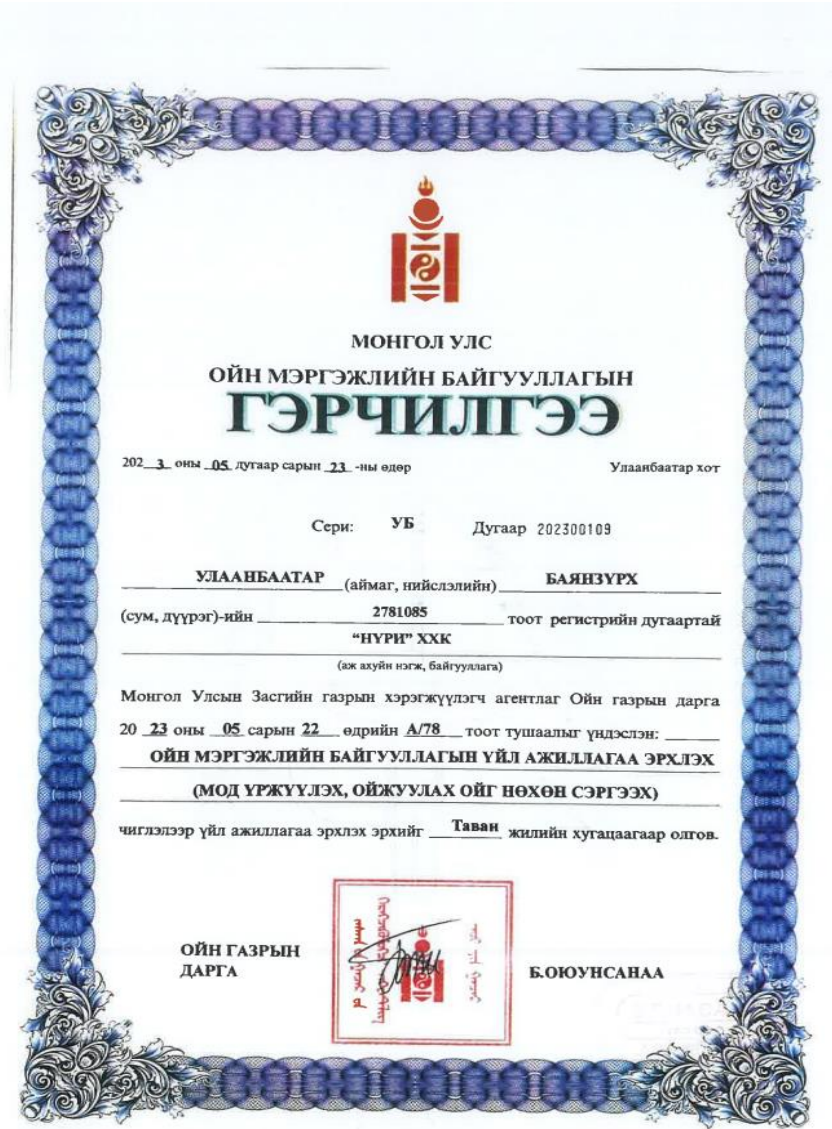 МОНГОЛ УЛС
ОЙН МЭРГЭЖЛИЙН БАЙГУУЛЛАГЫН
ГЭРЧИЛГЭЭ
202 3 оны 05 дугаар сарын 23 -ны өдөр Улаанбаатар хот
Сери: УБ Дугаар 202300109
УЛААНБААТАР (аймаг, нийслэлийн) БАЯНЗҮРХ
(сум, дүүрэг)-ийн 2781085 тоот регистрийн дугаартай
“НҮРИ” ХХК
(аж ахуйн нэгж, байгууллага)
Монгол Улсын Засгийн газрын хэрэгжүүлэгч агентлаг Ойн газрын дарга
20 23 оны 05 сарын 22 өдрийн А/78 тоот тушаалыг үндэслэн:
ОЙН МЭРГЭЖЛИЙН БАЙГУУЛЛАГЫН ҮЙЛ АЖИЛЛАГАА ЭРХЛЭХ
(МОД ҮРЖҮҮЛЭХ, ОЙЖУУЛАХ ОЙГ НӨХӨН СЭРГЭЭХ)
чиглэлээр үйл ажиллагаа эрхлэх эрхийг Таван жилийн хугацаагаар олгов.
ОЙН ГАЗРЫН
ДАРГА
Б.ОЮУНСАНАА